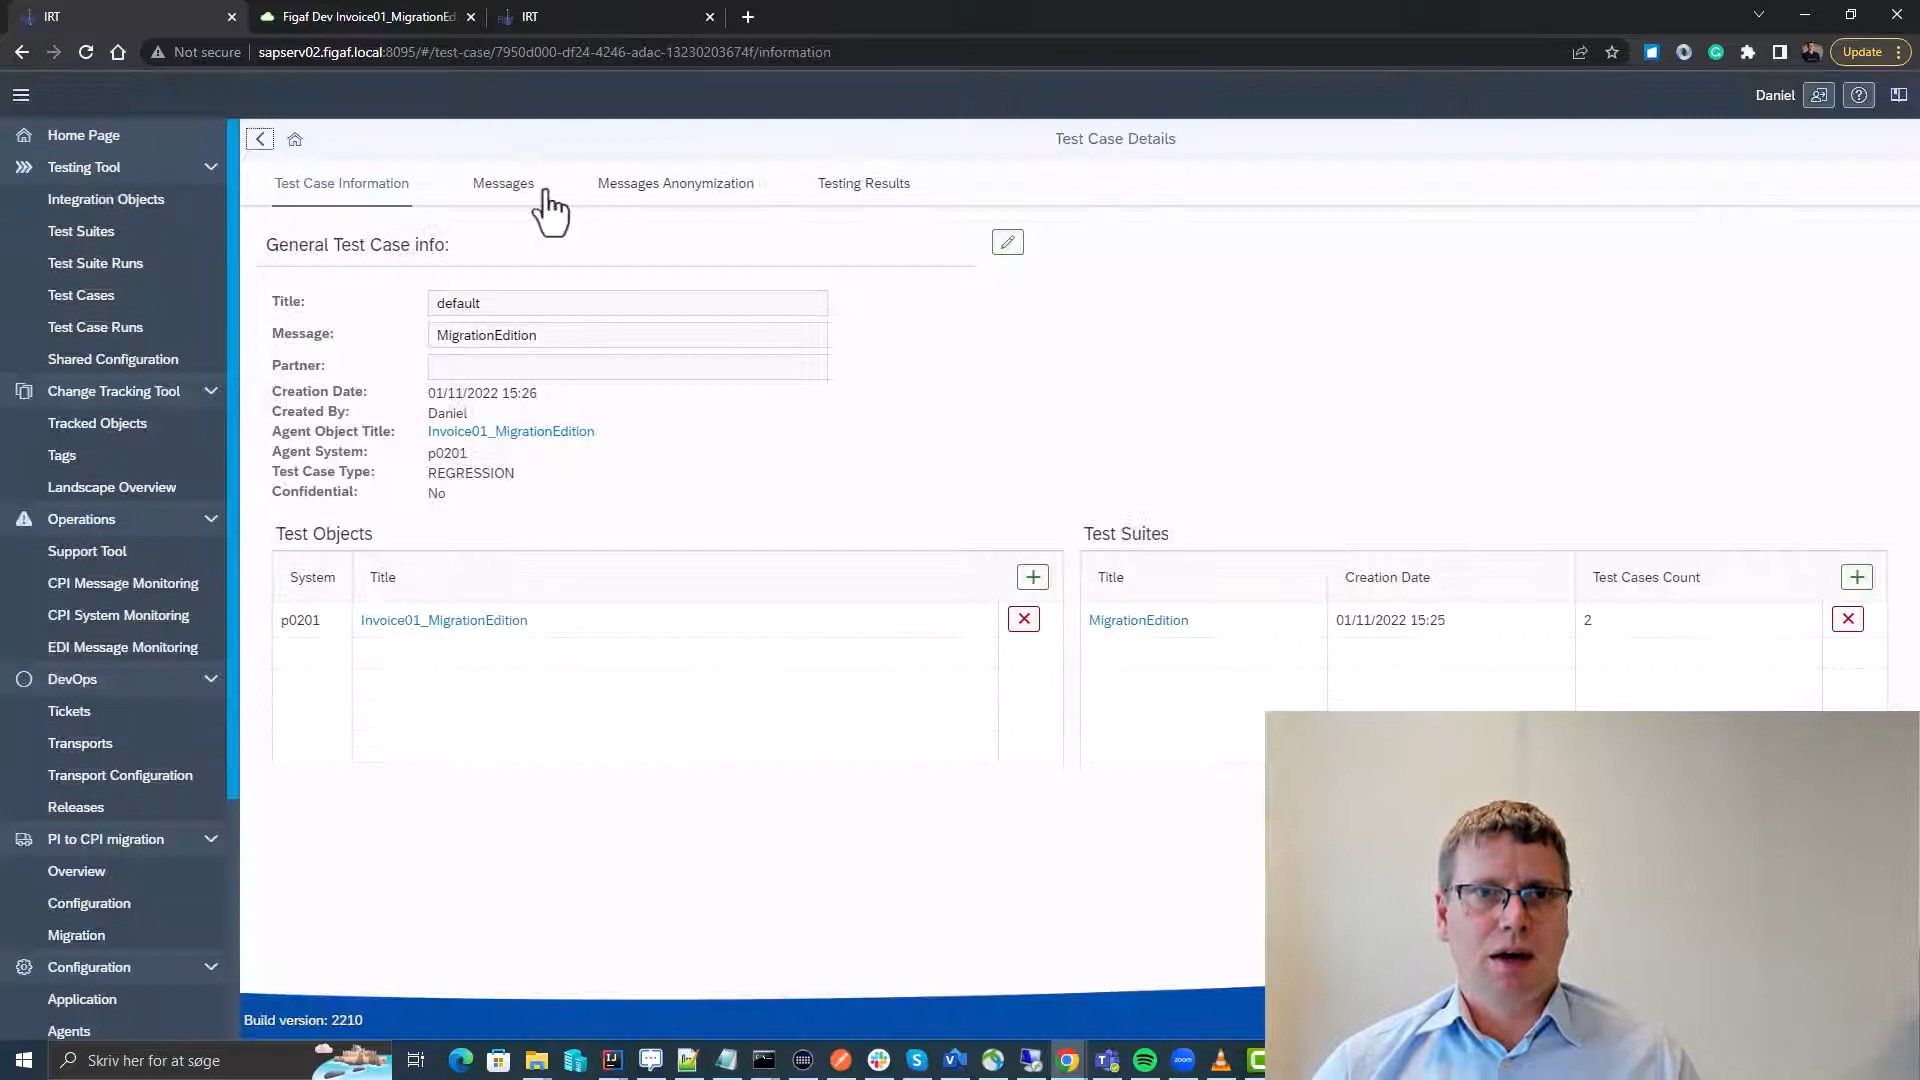 IRT
Figaf Dev Invoice01_MigrationEd
IRT
Not secure
sapserv02.figaf.local:8095/#/test-case/7950d000-df24-4246-adac-13230203674f/information
Update
Daniel
Home Page
Testing Tool
Integration Objects
Test Suites
Test Suite Runs
Test Cases
Test Case Runs
Shared Configuration
Change Tracking Tool
Tracked Objects
Tags
Landscape Overview
Operations
Support Tool
CPI Message Monitoring
CPI System Monitoring
EDI Message Monitoring
DevOps
Tickets
Transports
Transport Configuration
Releases
PI to CPI migration
Overview
Configuration
Migration
Configuration
Application
Agents
Test Case Details
Test Case Information
Messages
Messages Anonymization
Testing Results
General Test Case info:
Title: default
Message: MigrationEdition
Partner:
Creation Date: 01/11/2022 15:26
Created By: Daniel
Agent Object Title: Invoice01_MigrationEdition
Agent System: p0201
Test Case Type: REGRESSION
Confidential: No
Test Objects
System Title
p0201 Invoice01_MigrationEdition
Test Suites
Title Creation Date Test Cases Count
MigrationEdition 01/11/2022 15:25 2
Build version: 2210
Skriv her for at søge
zoom